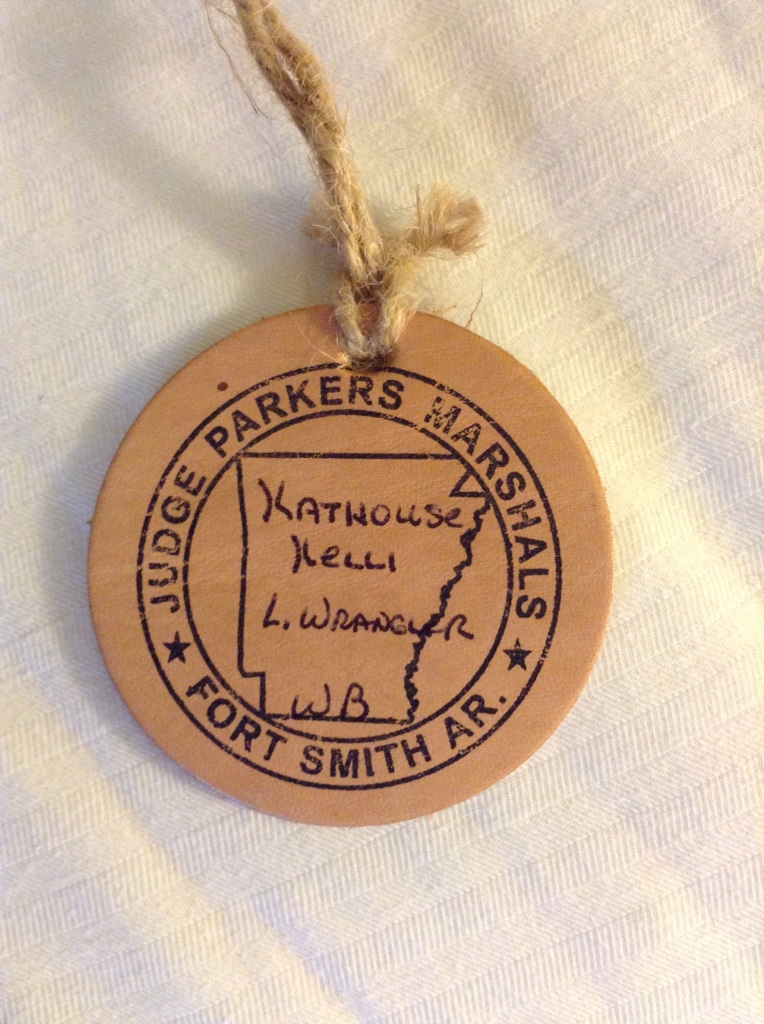 JUDGE PARKERS MARSHALS
KATHOUSE
KELLI
L. WRANGLER
WB
★ FORT SMITH AR. ★